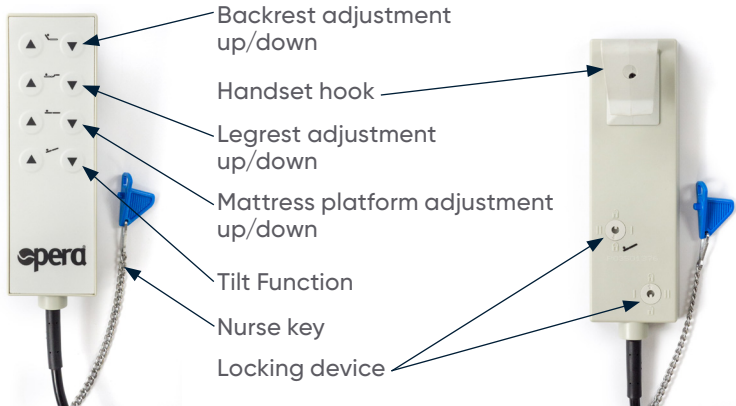 Backrest adjustment
up/down
Handset hook
Legrest adjustment
up/down
Mattress platform adjustment
up/down
opera
Tilt Function
Nurse key
Locking device